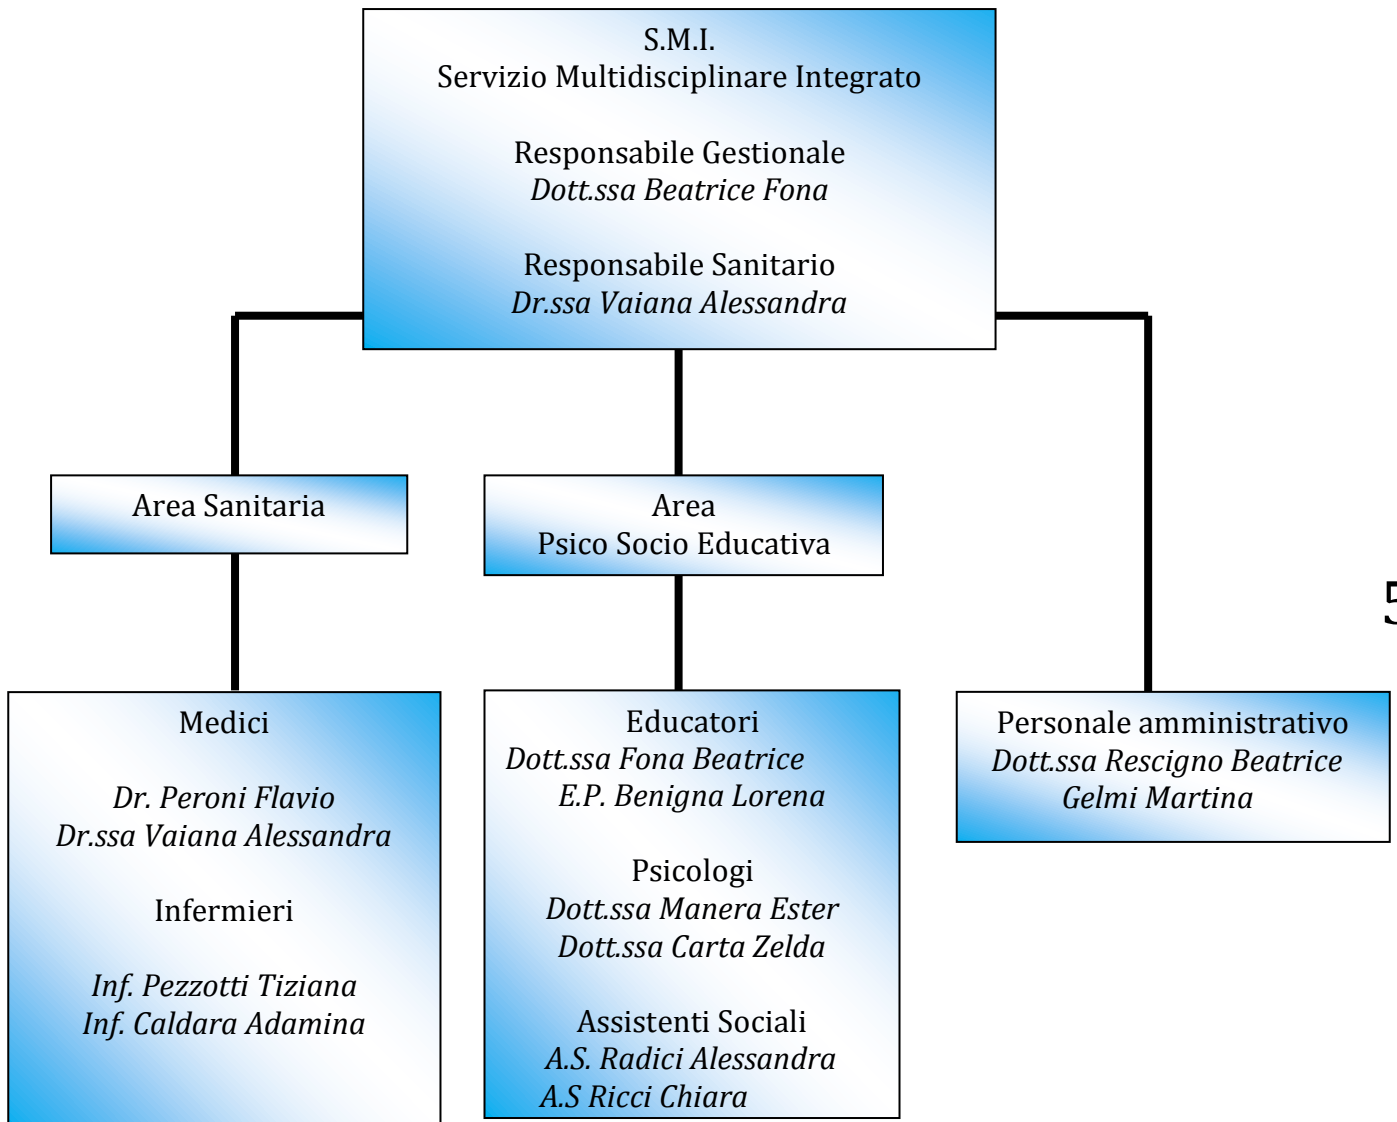 S.M.I.
Servizio Multidisciplinare Integrato
Responsabile Gestionale
Dott.ssa Beatrice Fona
Responsabile Sanitario
Dr.ssa Vaiana Alessandra
Area Sanitaria
Area
Psico Socio Educativa
5
Medici
Dr. Peroni Flavio
Dr.ssa Vaiana Alessandra
Infermieri
Inf. Pezzotti Tiziana
Inf. Caldara Adamina
Educatori
Dott.ssa Fona Beatrice
E.P. Benigna Lorena
Psicologi
Dott.ssa Manera Ester
Dott.ssa Carta Zelda
Assistenti Sociali
A.S. Radici Alessandra
A.S Ricci Chiara
Personale amministrativo
Dott.ssa Rescigno Beatrice
Gelmi Martina